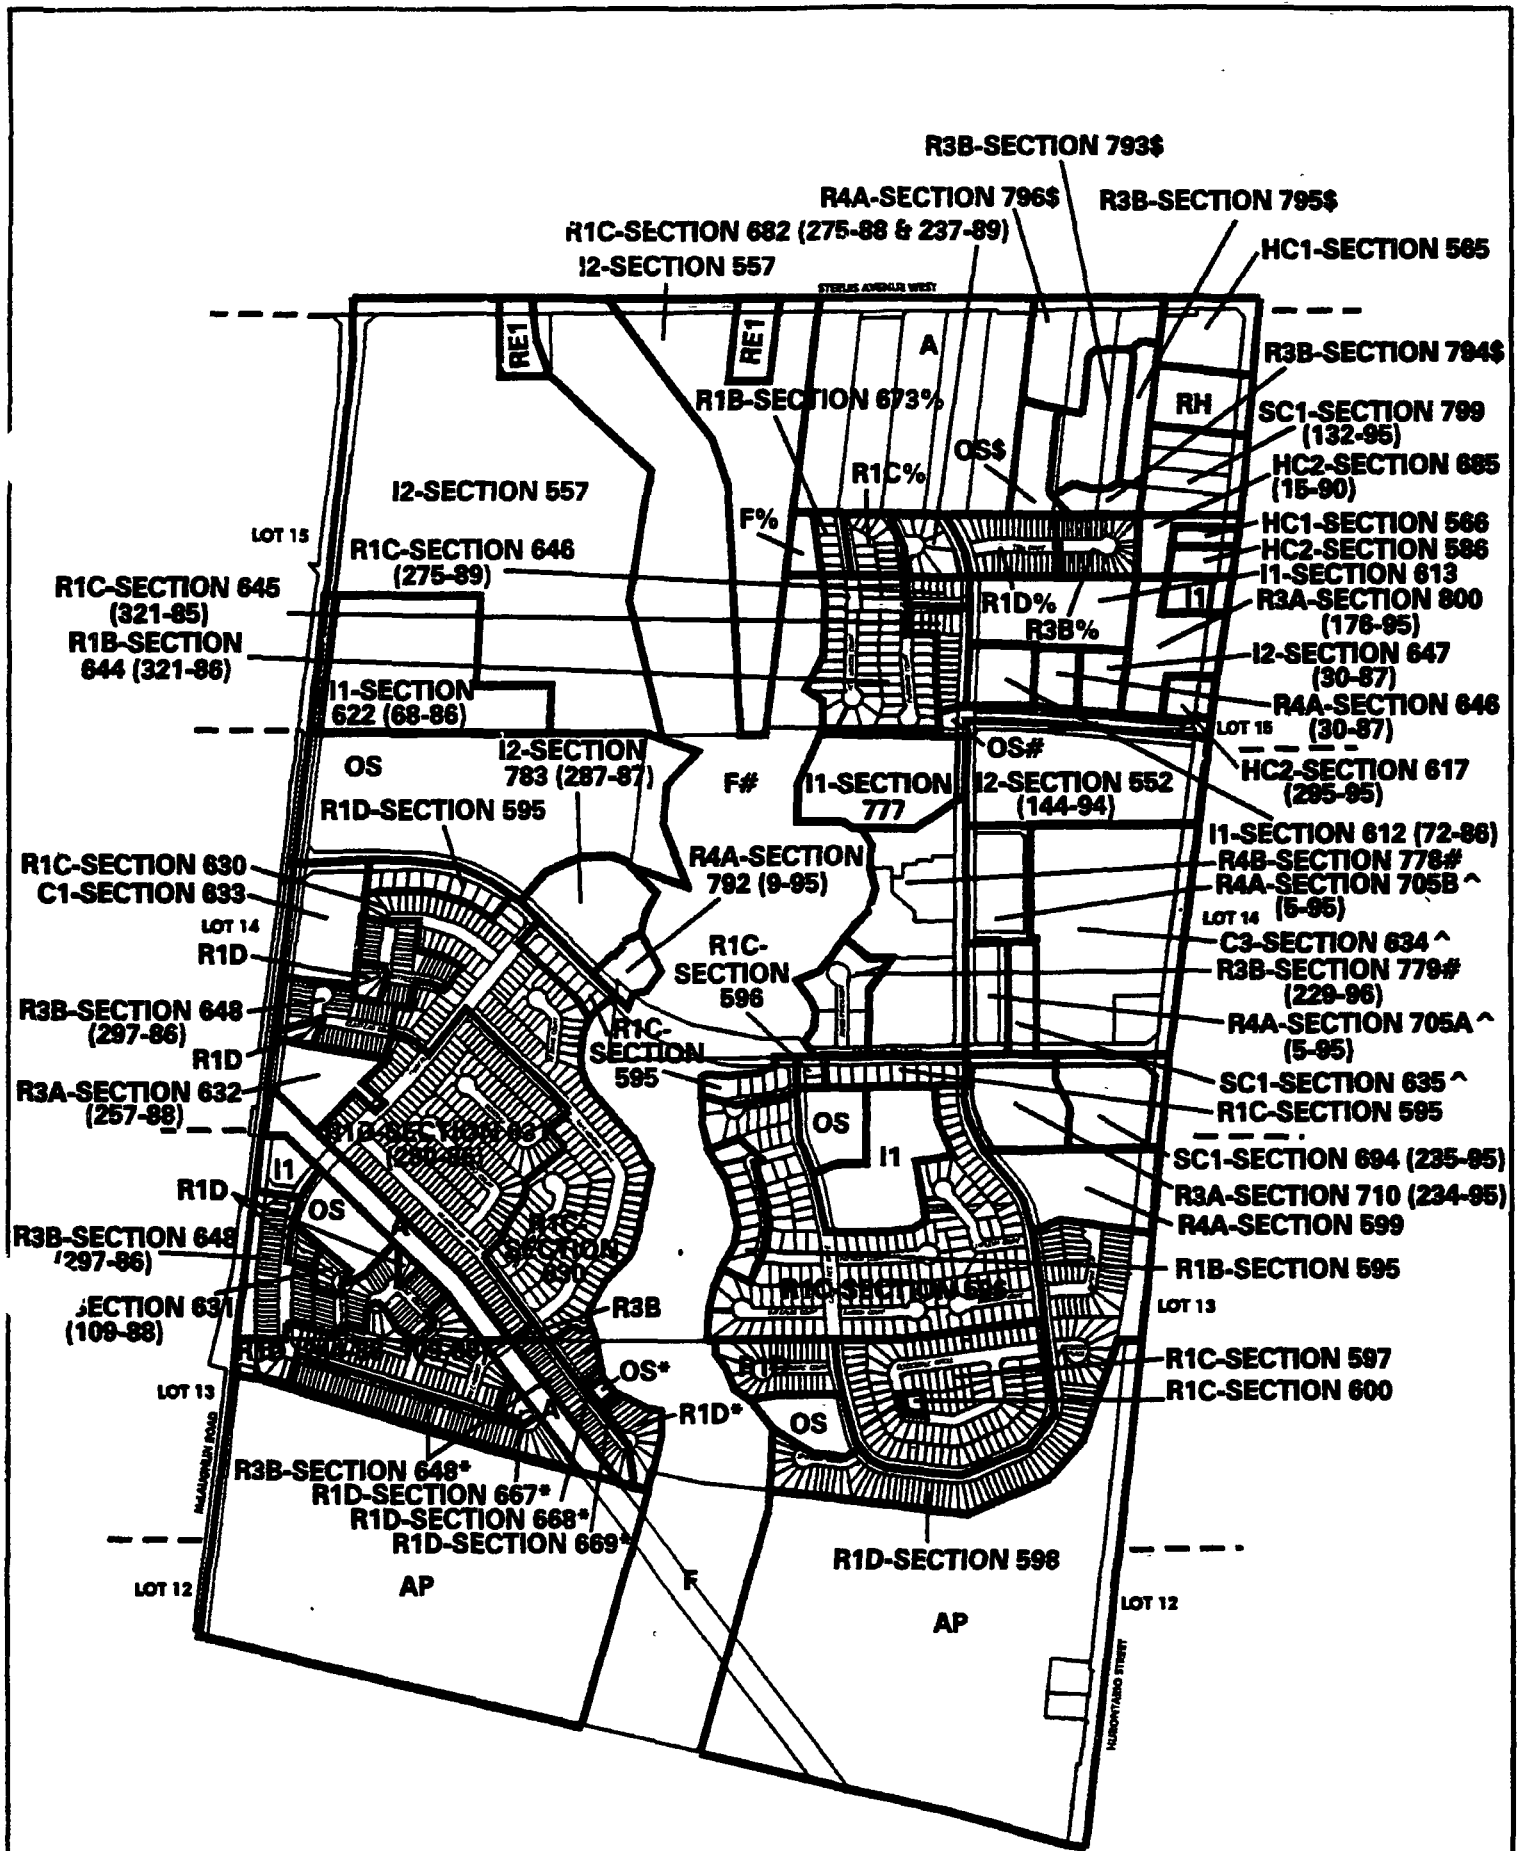 R3B-SECTION 793$
R4A-SECTION 796$
R3B-SECTION 795$
R1C-SECTION 682 (275-88 & 237-89)
HC1-SECTION 565
I2-SECTION 557
STEELES AVENUE WEST
RE1
RE1
A
R3B-SECTION 794$
R1B-SECTION 673%
RH
SC1-SECTION 799
(132-95)
OS$
R1C%
HC2-SECTION 685
(15-90)
I2-SECTION 557
F%
LOT 15
HC1-SECTION 566
HC2-SECTION 586
R1C-SECTION 646
(275-89)
I1-SECTION 613
R1C-SECTION 645
(321-85)
I1
R1D%
R3B%
R3A-SECTION 800
(176-95)
R1B-SECTION
644 (321-86)
I2-SECTION 647
(30-87)
I1-SECTION
622 (68-86)
R4A-SECTION 646
(30-87)
LOT 15
OS
I2-SECTION
783 (287-87)
OS#
HC2-SECTION 617
(295-95)
F#
I1-SECTION
777
I2-SECTION 552
(144-94)
R1D-SECTION 595
I1-SECTION 612 (72-86)
R1C-SECTION 630
R4A-SECTION
792 (9-95)
R4B-SECTION 778#
C1-SECTION 633
R4A-SECTION 705B^
(5-95)
LOT 14
LOT 14
R1D
R1C-
SECTION
596
C3-SECTION 634^
R3B-SECTION 779#
(229-96)
R3B-SECTION 648
(297-86)
R1C-
SECTION
595
R4A-SECTION 705A^
(5-95)
R1D
R3A-SECTION 632
(257-88)
SC1-SECTION 635^
R1C-SECTION 595
OS
I1
I1
SC1-SECTION 694 (235-95)
R1D
R3A-SECTION 710 (234-95)
OS
A
R4A-SECTION 599
R3B-SECTION 648
(297-86)
R1C-
SECTION
R1B-SECTION 595
SECTION 631
(109-88)
R3B
LOT 13
OS*
R1D
R1C-SECTION 597
LOT 13
R1C-SECTION 600
A
R1D*
OS
McLAUGHLIN ROAD
R3B-SECTION 648*
R1D-SECTION 667*
R1D-SECTION 668*
R1D-SECTION 669*
R1D-SECTION 598
F
AP
LOT 12
LOT 12
AP
HURONTARIO STREET